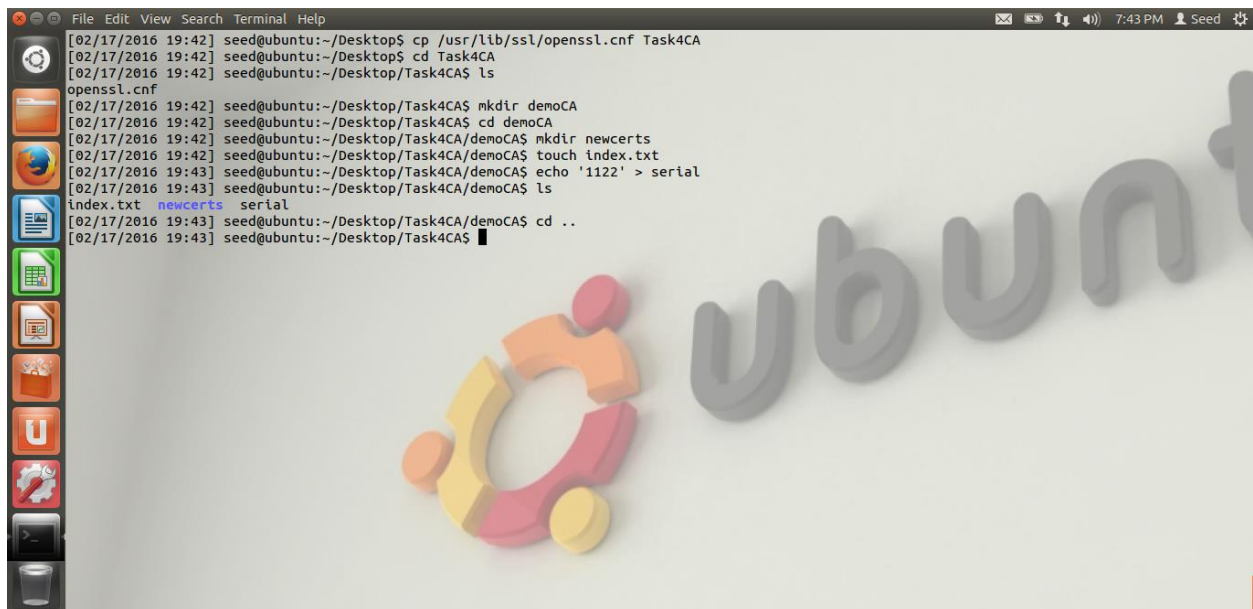 File Edit View Search Terminal Help
7:43 PM Seed
[02/17/2016 19:42] seed@ubuntu:~/Desktop$ cp /usr/lib/ssl/openssl.cnf Task4CA
[02/17/2016 19:42] seed@ubuntu:~/Desktop$ cd Task4CA
[02/17/2016 19:42] seed@ubuntu:~/Desktop/Task4CA$ ls
openssl.cnf
[02/17/2016 19:42] seed@ubuntu:~/Desktop/Task4CA$ mkdir demoCA
[02/17/2016 19:42] seed@ubuntu:~/Desktop/Task4CA$ cd demoCA
[02/17/2016 19:42] seed@ubuntu:~/Desktop/Task4CA/demoCA$ mkdir newcerts
[02/17/2016 19:42] seed@ubuntu:~/Desktop/Task4CA/demoCA$ touch index.txt
[02/17/2016 19:43] seed@ubuntu:~/Desktop/Task4CA/demoCA$ echo '1122' > serial
[02/17/2016 19:43] seed@ubuntu:~/Desktop/Task4CA/demoCA$ ls
index.txt newcerts serial
[02/17/2016 19:43] seed@ubuntu:~/Desktop/Task4CA/demoCA$ cd ..
[02/17/2016 19:43] seed@ubuntu:~/Desktop/Task4CA$
ubunt